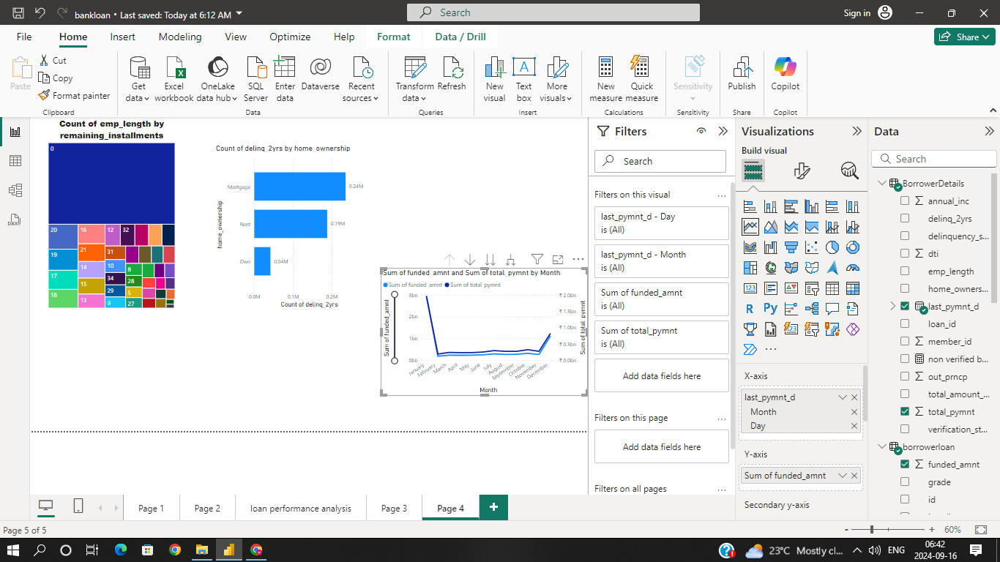 bankloan • Last saved: Today at 6:12 AM
Search
Sign in
File
Home
Insert
Modeling
View
Optimize
Help
Format
Data / Drill
Share
Paste
Cut
Copy
Format painter
Clipboard
Get data
Excel workbook
OneLake data hub
SQL Server
Enter data
Dataverse
Recent sources
Data
Transform data
Refresh
Queries
New visual
Text box
More visuals
Insert
New measure
Quick measure
Calculations
Sensitivity
Sensitivity
Publish
Share
Copilot
Copilot
Count of emp_length by
remaining_installments
0
20
16
12
32
19
21
31
17
14
10
8
18
15
34
28
13
29
5
9
27
Count of delinq_2yrs by home_ownership
home_ownership
Mortgage
0.24M
Rent
0.19M
Own
0.04M
0.0M
0.1M
0.2M
Count of delinq_2yrs
Sum of funded_amnt and Sum of total_pymnt by Month
Sum of funded_amnt
Sum of total_pymnt
Sum of funded_amnt
3bn
2bn
1bn
0bn
₹ 2.0bn
₹ 1.5bn
₹ 1.0bn
₹ 0.5bn
₹ 0.0bn
Sum of total_pymnt
January
February
March
April
May
June
July
August
September
October
November
December
Month
Filters
Search
Filters on this visual
...
last_pymnt_d - Day
is (All)
last_pymnt_d - Month
is (All)
Sum of funded_amnt
is (All)
Sum of total_pymnt
is (All)
Add data fields here
Filters on this page
...
Add data fields here
Filters on all pages
...
Visualizations
Build visual
123
R
Py
123
...
X-axis
last_pymnt_d
Month
Day
Y-axis
Sum of funded_amnt
Secondary y-axis
Data
Search
BorrowerDetails
annual_inc
delinq_2yrs
delinquency_s...
dti
emp_length
home_owners...
last_pymnt_d
loan_id
member_id
non verified b...
out_prncp
total_amount_...
total_pymnt
verification_st...
borrowerloan
funded_amnt
grade
id
Page 1
Page 2
loan performance analysis
Page 3
Page 4
Page 5 of 5
- + 60%
23°C Mostly cl...
ENG
06:42
2024-09-16